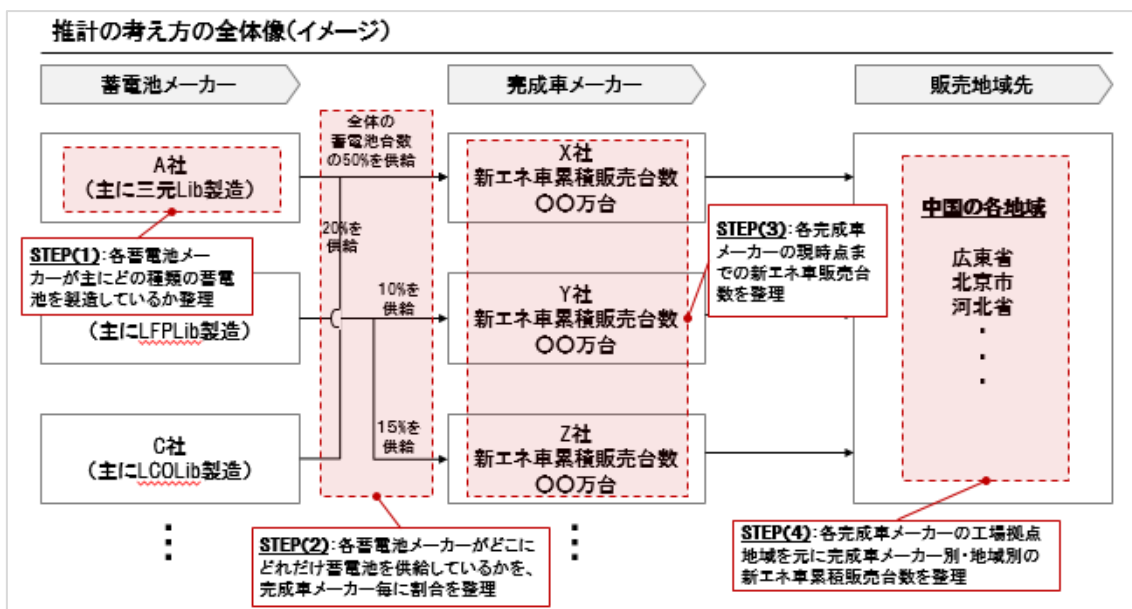 推計の考え方の全体像(イメージ)
蓄電池メーカー
完成車メーカー
販売地域先
A社
(主に三元Lib製造)
全体の
蓄電池台数
の50%を供給
X社
新エネ車累積販売台数
〇〇万台
中国の各地域
広東省
北京市
河北省
・
・
・
STEP(1):各蓄電池メー
カーが主にどの種類の蓄電
池を製造しているか整理
20%を
供給
STEP(3):各完成車
メーカーの現時点ま
での新エネ車販売台
数を整理
(主にLFPLib製造)
10%を
供給
Y社
新エネ車累積販売台数
〇〇万台
C社
(主にLCOLib製造)
15%を
供給
Z社
新エネ車累積販売台数
〇〇万台
STEP(2):各蓄電池メーカーがどこに
どれだけ蓄電池を供給しているかを、
完成車メーカー毎に割合を整理
STEP(4):各完成車メーカーの工場拠点
地域を元に完成車メーカー別・地域別の
新エネ車累積販売台数を整理